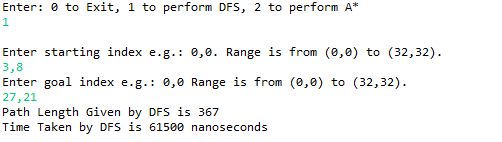 Enter: 0 to Exit, 1 to perform DFS, 2 to perform A*
1
Enter starting index e.g.: 0,0. Range is from (0,0) to (32,32).
3,8
Enter goal index e.g.: 0,0 Range is from (0,0) to (32,32).
27,21
Path Length Given by DFS is 367
Time Taken by DFS is 61500 nanoseconds